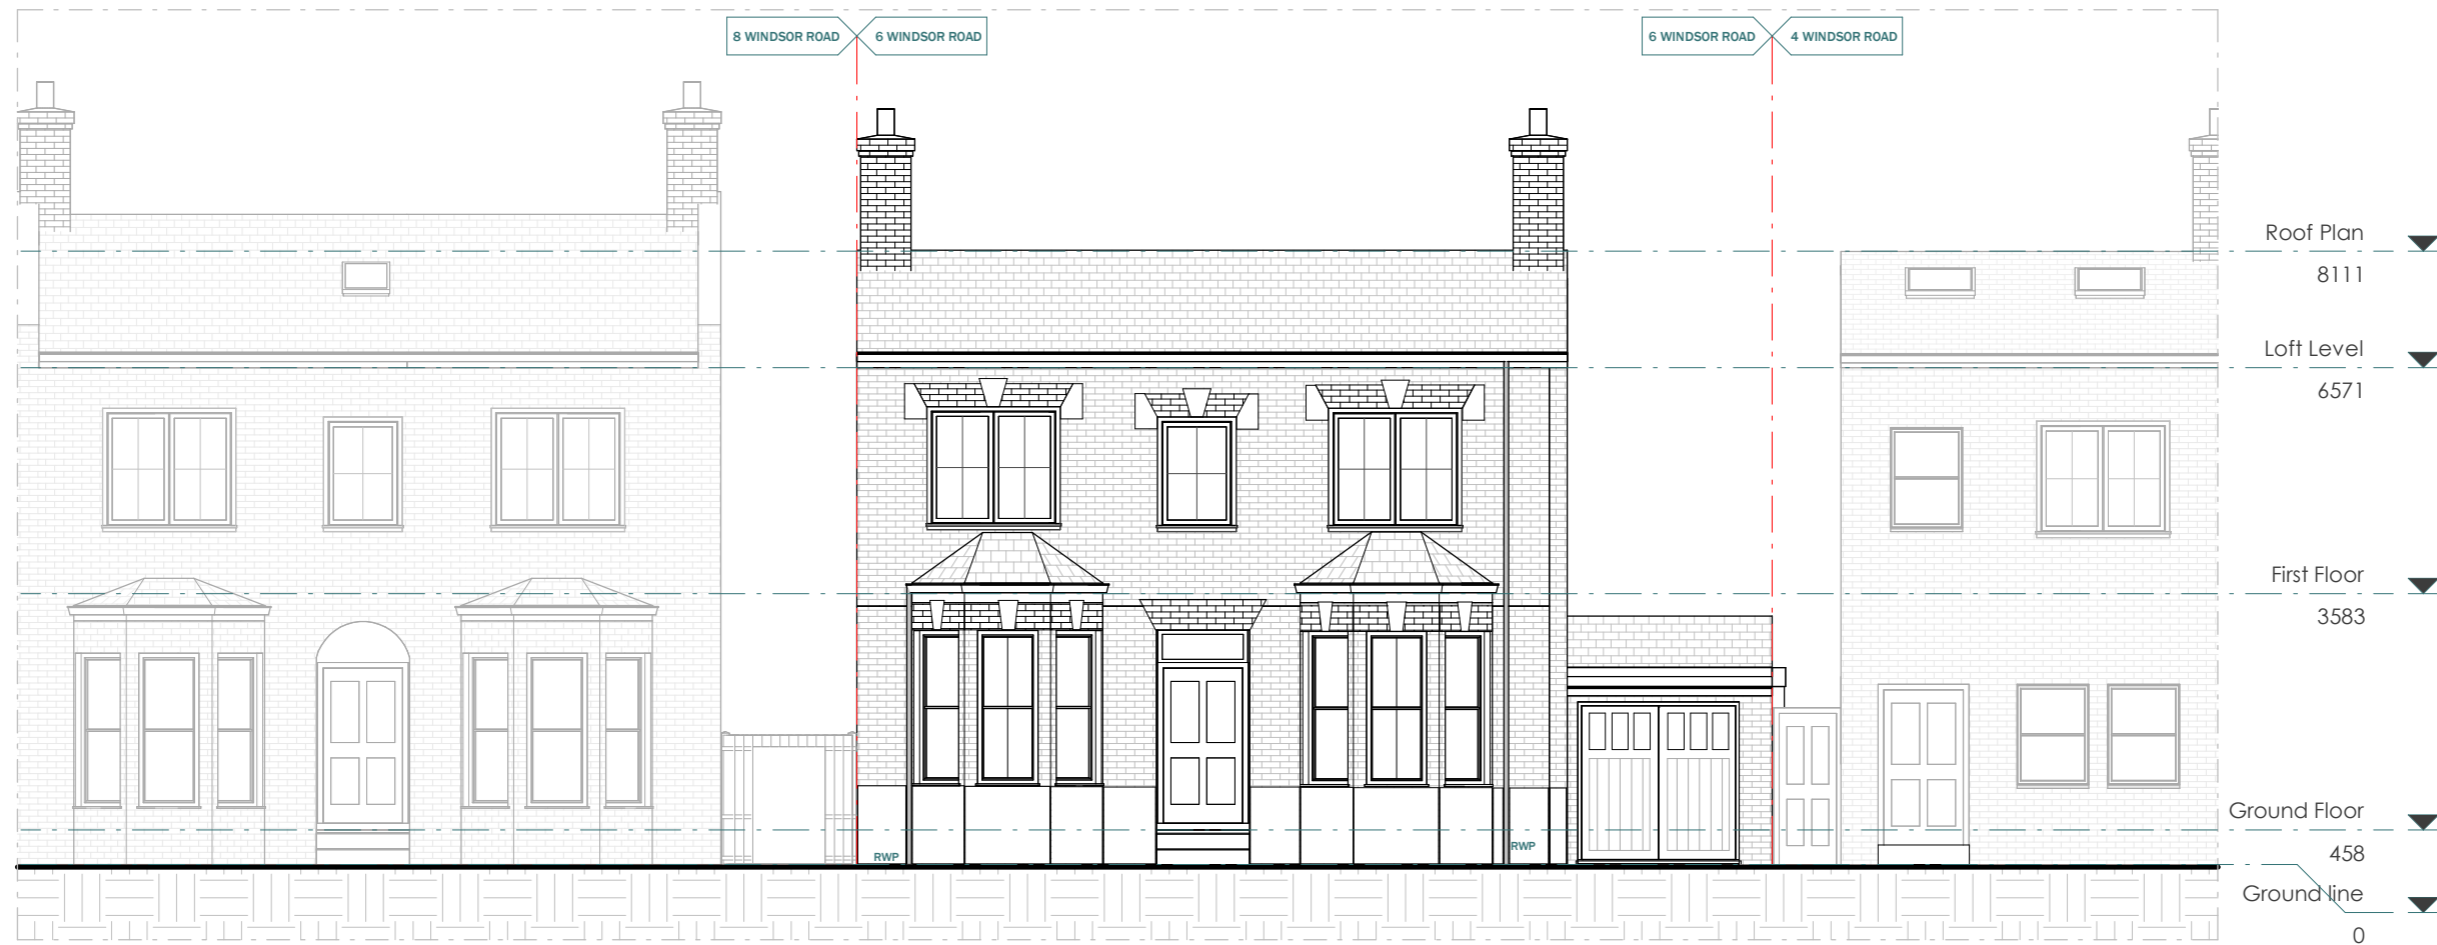 8 WINDSOR ROAD
6 WINDSOR ROAD
6 WINDSOR ROAD
4 WINDSOR ROAD
Roof Plan
8111
Loft Level
6571
First Floor
3583
Ground Floor
458
RWP
RWP
Ground line
0